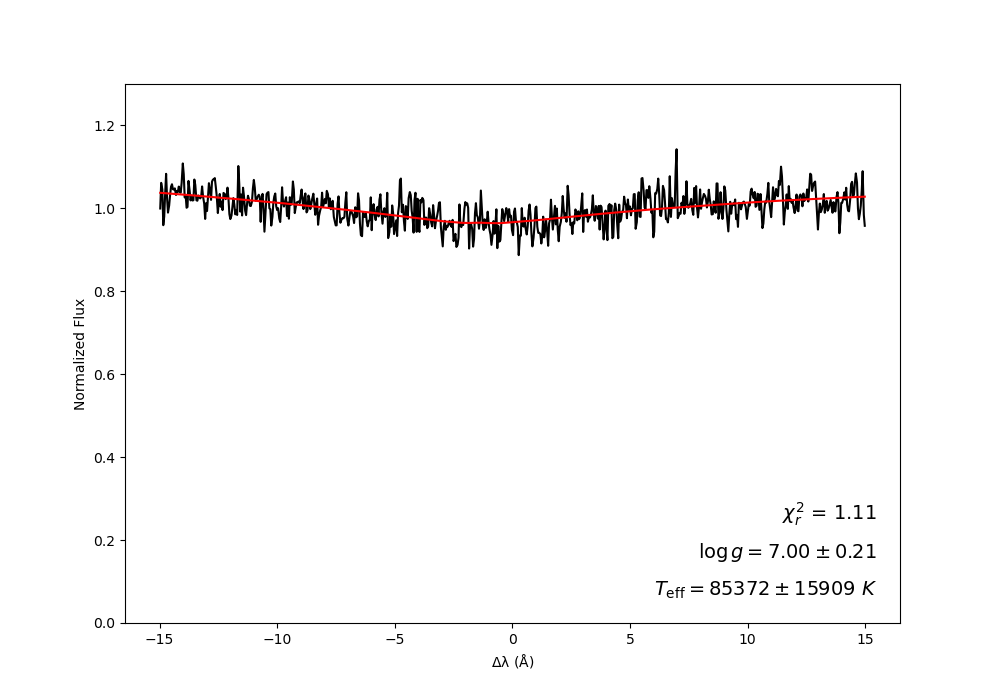 Normalized Flux
1.2
1.0
0.8
0.6
0.4
0.2
0.0
χ²ᵣ = 1.11
log g = 7.00 ± 0.21
T_eff = 85372 ± 15909 K
−15
−10
−5
0
5
10
15
Δλ (Å)